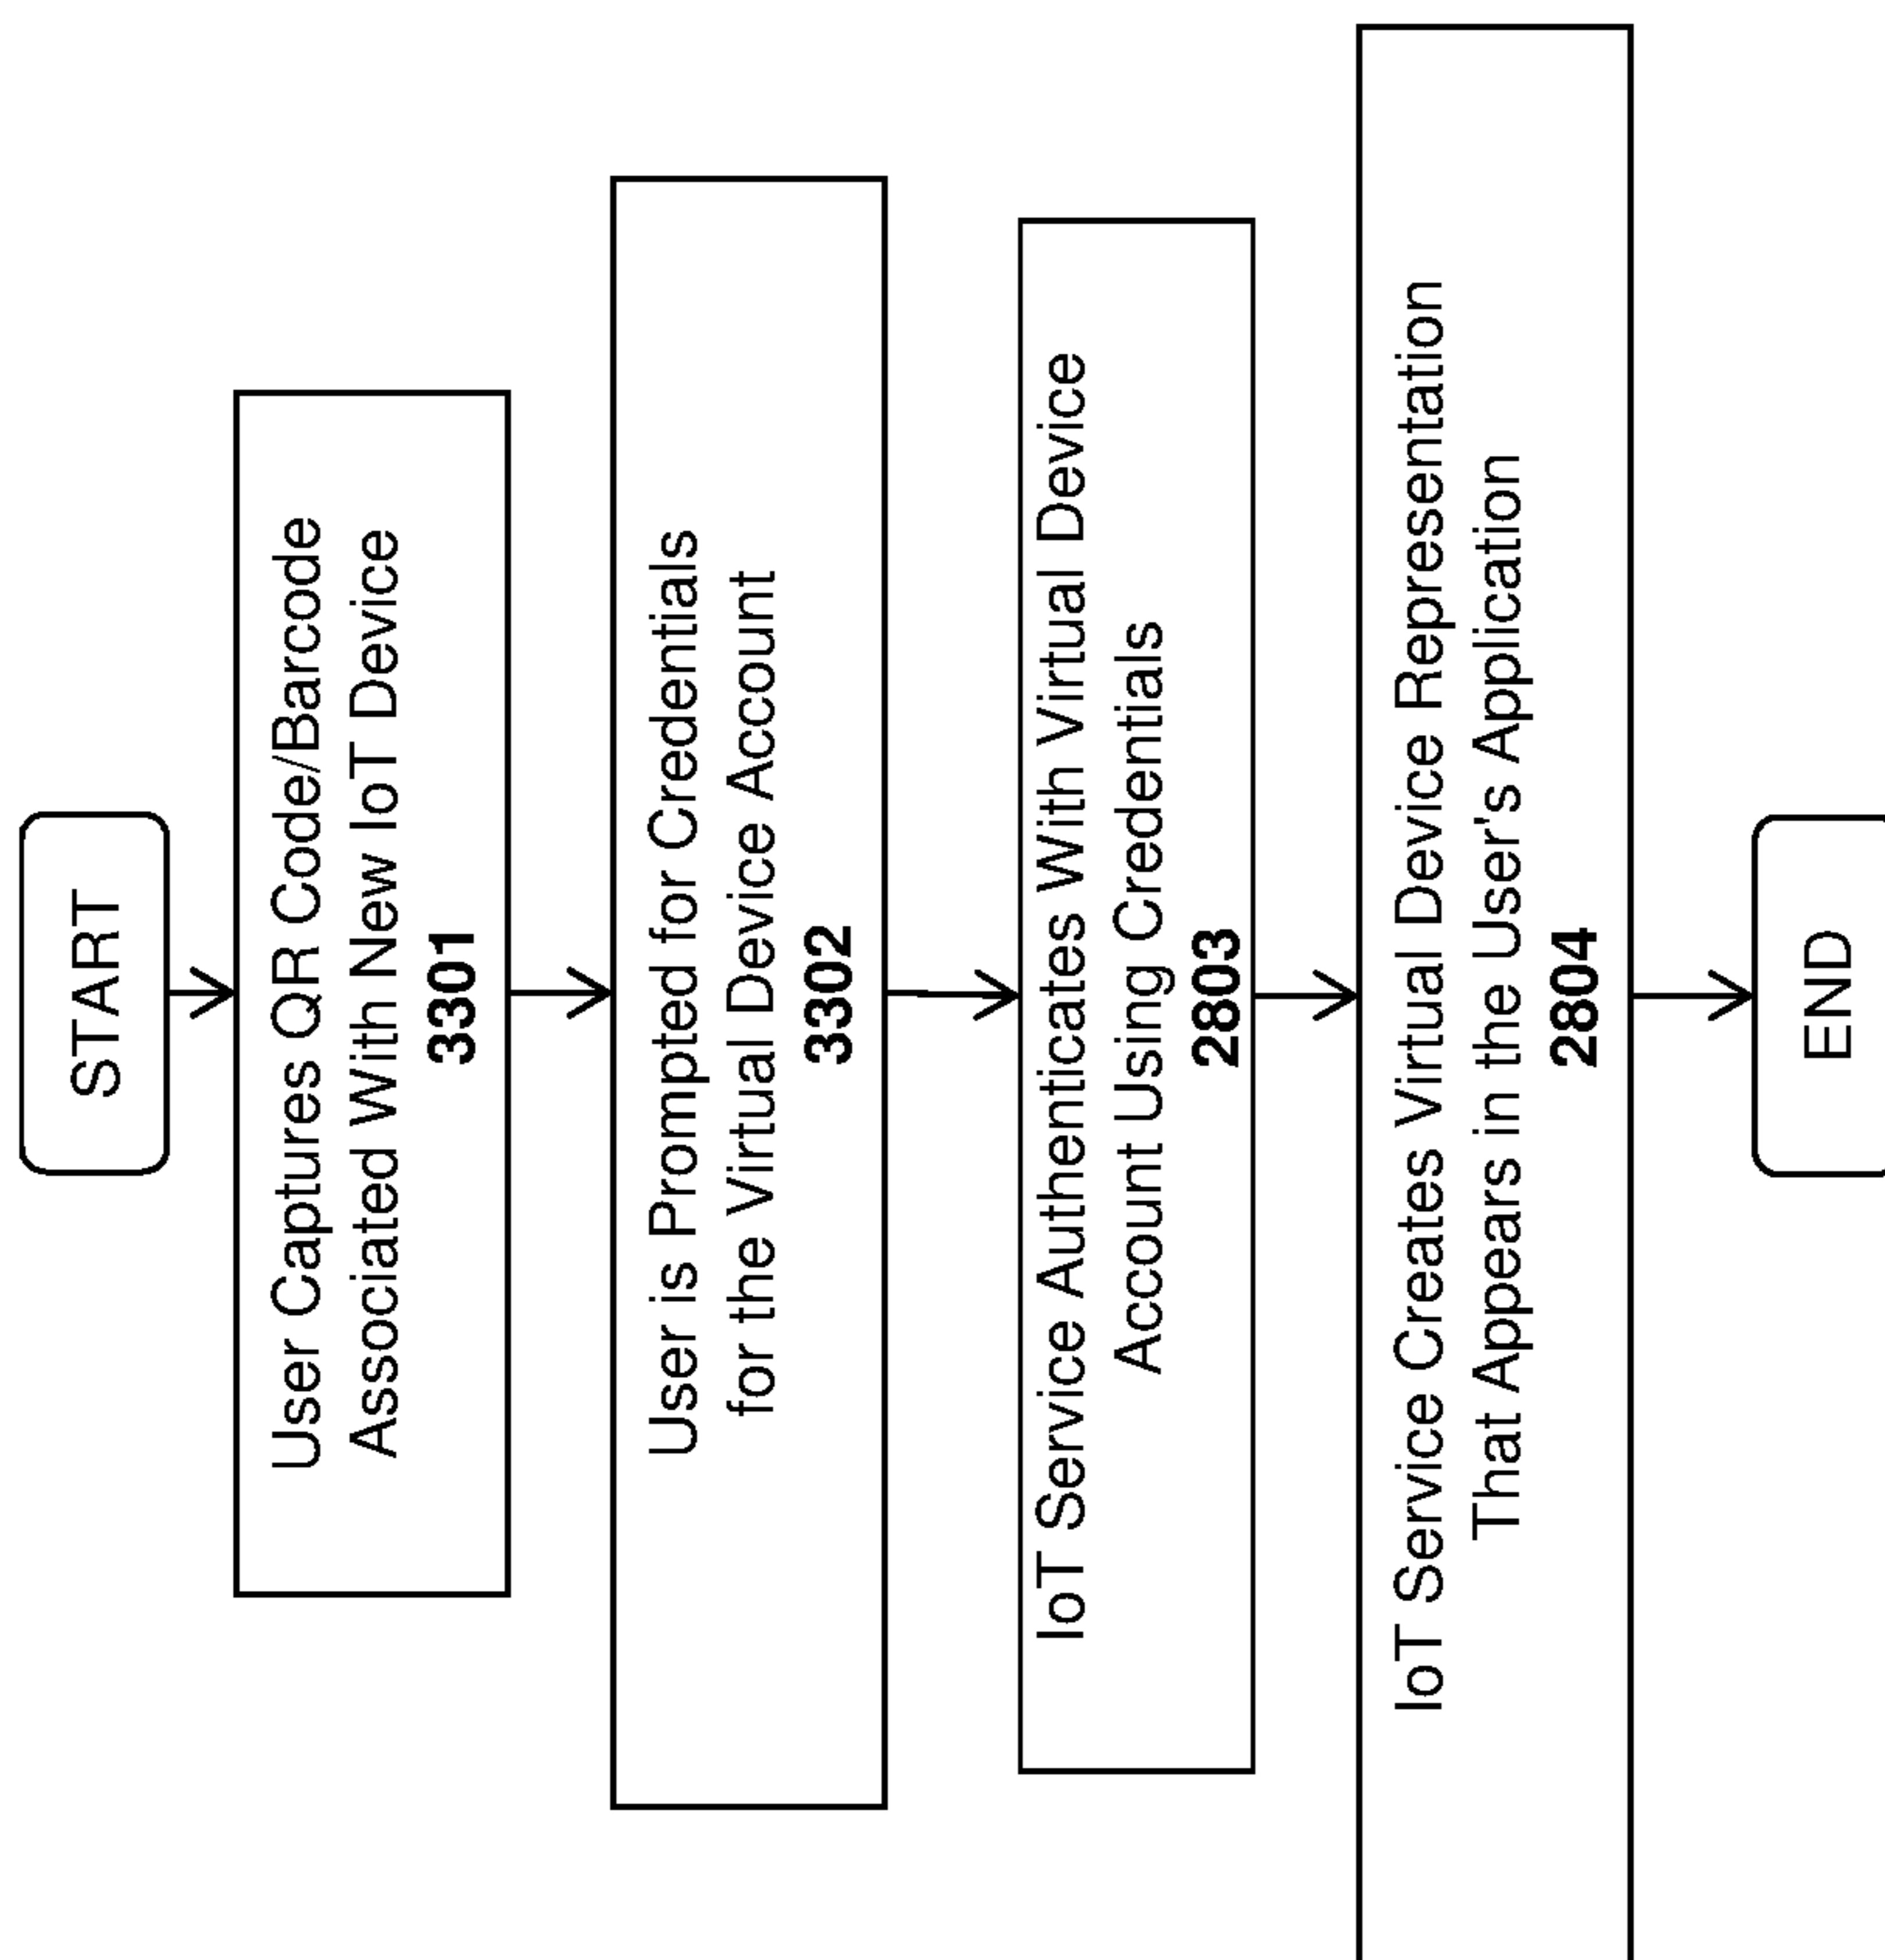 START
User Captures QR Code/Barcode
Associated With New IoT Device
3301
User is Prompted for Credentials
for the Virtual Device Account
3302
IoT Service Authenticates With Virtual Device
Account Using Credentials
2803
IoT Service Creates Virtual Device Representation
That Appears in the User's Application
2804
END